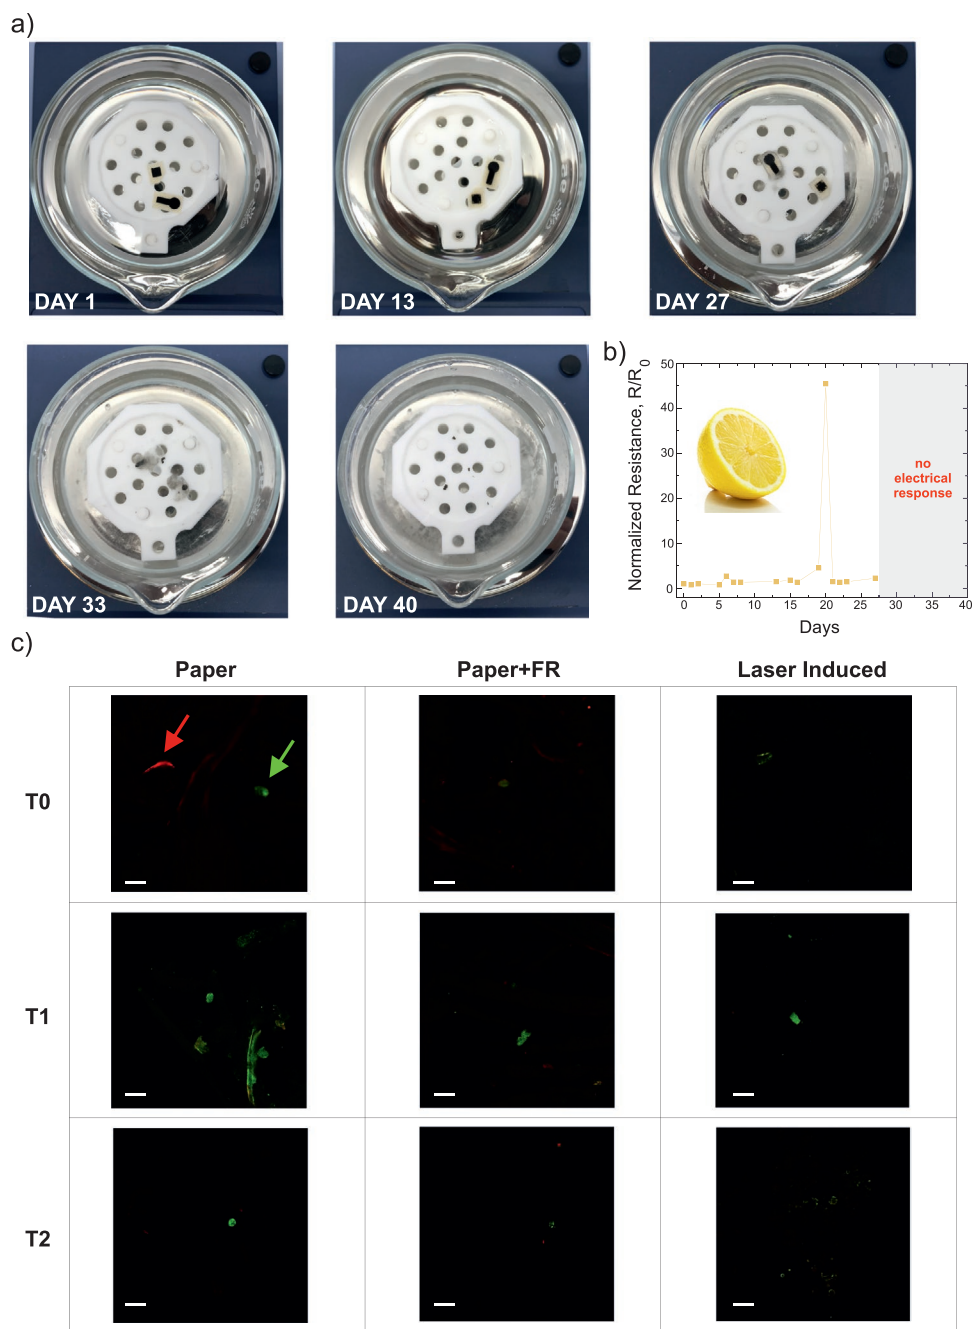 a)
DAY 1
DAY 13
DAY 27
DAY 33
DAY 40
b)
Normalized Resistance, R/R0
50
40
30
20
10
0
no
electrical
response
0 5 10 15 20 25 30 35 40
Days
c)
Paper Paper+FR Laser Induced
T0
T1
T2